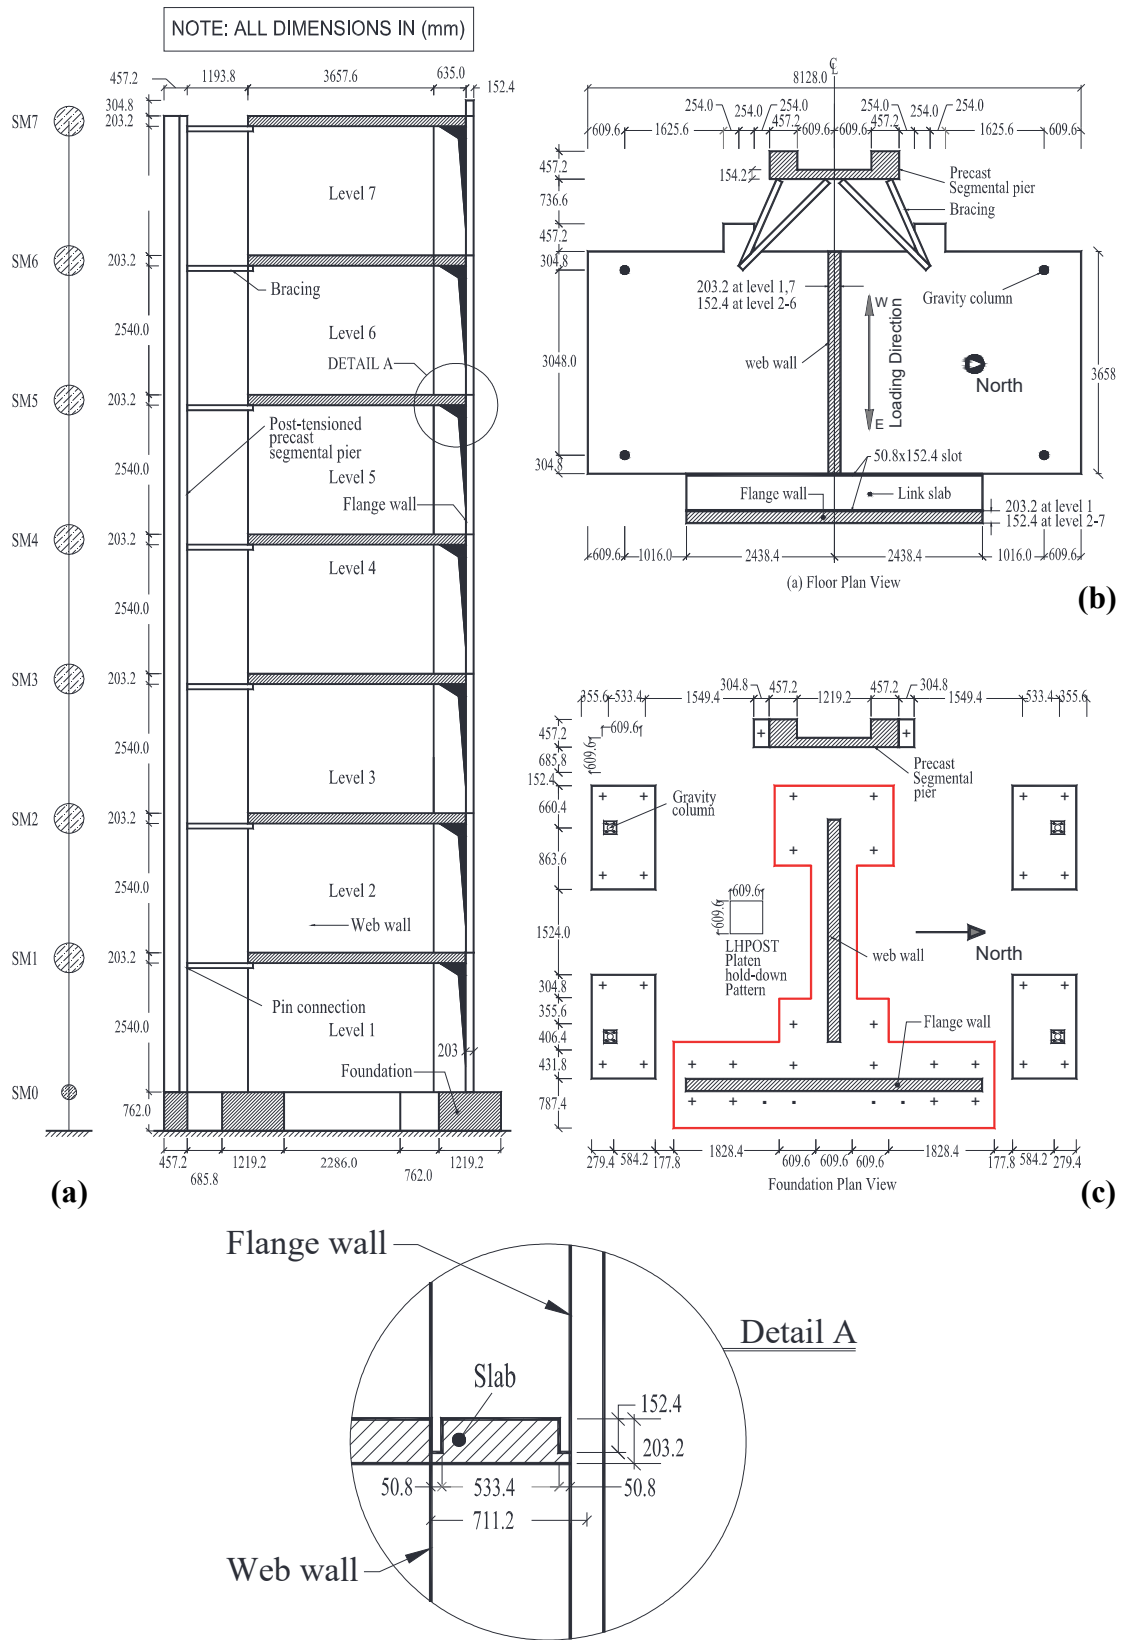 NOTE: ALL DIMENSIONS IN (mm)
457.2
1193.8
3657.6
635.0
152.4
304.8
SM7
203.2
Level 7
SM6
203.2
Bracing
2540.0
Level 6
DETAIL A
SM5
203.2
Post-tensioned
precast
segmental pier
2540.0
Level 5
Flange wall
SM4
203.2
Level 4
2540.0
SM3
203.2
2540.0
Level 3
SM2
203.2
Level 2
2540.0
Web wall
SM1
203.2
Pin connection
2540.0
Level 1
203
Foundation
SM0
762.0
457.2
1219.2
2286.0
1219.2
685.8
762.0
(a)
℄
8128.0
254.0
254.0
254.0
254.0
457.2
457.2
609.6
1625.6
609.6
609.6
1625.6
609.6
457.2
154.2
Precast
Segmental pier
736.6
Bracing
457.2
304.8
203.2 at level 1,7
152.4 at level 2-6
W
Gravity column
Loading Direction
3048.0
web wall
North
3658
E
50.8x152.4 slot
304.8
Flange wall
Link slab
203.2 at level 1
152.4 at level 2-7
609.6
1016.0
2438.4
2438.4
1016.0
609.6
(a) Floor Plan View
(b)
304.8
457.2
457.2
304.8
355.6
533.4
1549.4
1219.2
1549.4
533.4
355.6
609.6
457.2
609.6
685.8
Precast
Segmental
pier
152.4
660.4
Gravity
column
863.6
609.6
609.6
1524.0
LHPOST
Platen
hold-down
Pattern
web wall
North
304.8
355.6
Flange wall
406.4
431.8
787.4
279.4
584.2
177.8
1828.4
609.6
609.6
609.6
1828.4
177.8
584.2
279.4
Foundation Plan View
(c)
Flange wall
Detail A
Slab
152.4
203.2
50.8
533.4
50.8
711.2
Web wall